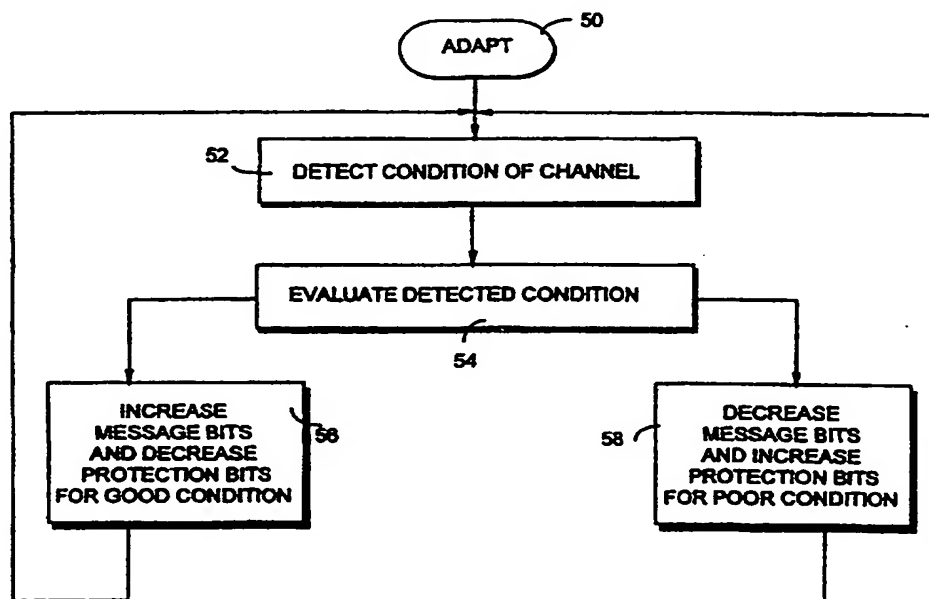 50
ADAPT
52
DETECT CONDITION OF CHANNEL
EVALUATE DETECTED CONDITION
54
INCREASE
MESSAGE BITS
AND DECREASE
PROTECTION BITS
FOR GOOD CONDITION
56
58
DECREASE
MESSAGE BITS
AND INCREASE
PROTECTION BITS
FOR POOR CONDITION